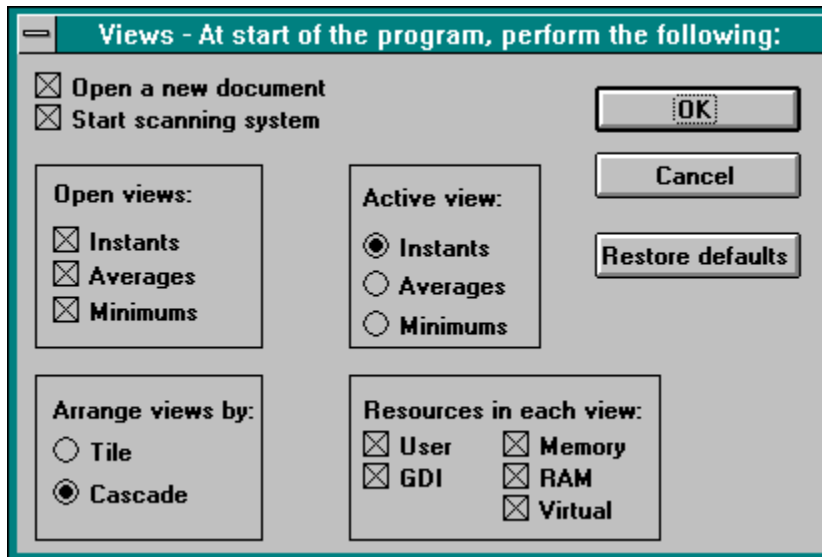 Views - At start of the program, perform the following:
Open a new document
Start scanning system
OK
Cancel
Restore defaults
Open views:
Instants
Averages
Minimums
Active view:
Instants
Averages
Minimums
Arrange views by:
Tile
Cascade
Resources in each view:
User
GDI
Memory
RAM
Virtual